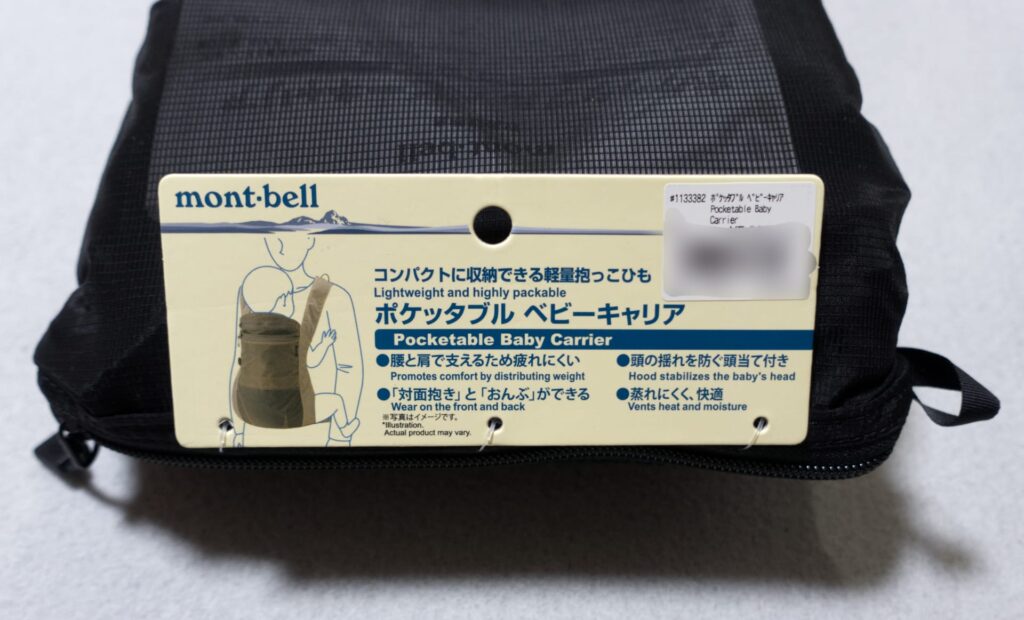 mont-bell
mont·bell
#1133382 ポケッタブル ベビーキャリア
Pocketable Baby
Carrier
コンパクトに収納できる軽量抱っこひも
Lightweight and highly packable
ポケッタブル ベビーキャリア
Pocketable Baby Carrier
●腰と肩で支えるため疲れにくい
Promotes comfort by distributing weight
●頭の揺れを防ぐ頭当て付き
Hood stabilizes the baby's head
●「対面抱き」と「おんぶ」ができる
Wear on the front and back
●蒸れにくく、快適
Vents heat and moisture
※写真はイメージです。
*Illustration.
Actual product may vary.